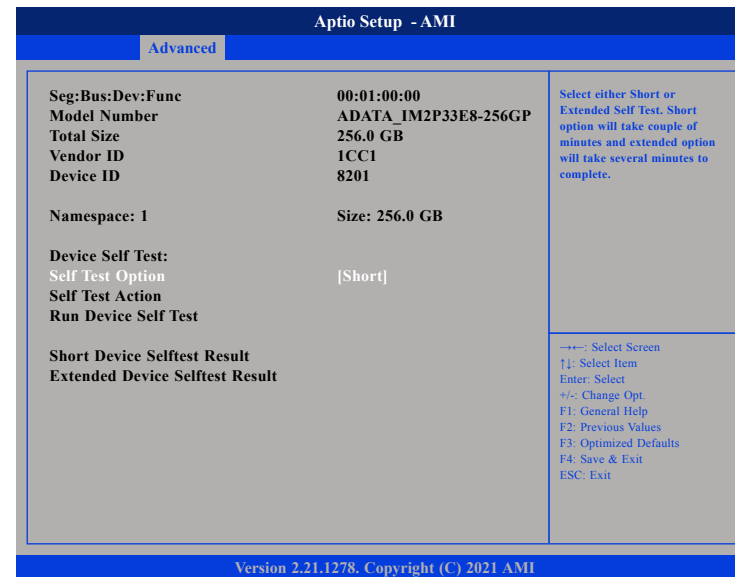 Aptio Setup - AMI
Advanced
Seg:Bus:Dev:Func 00:01:00:00
Model Number ADATA_IM2P33E8-256GP
Total Size 256.0 GB
Vendor ID 1CC1
Device ID 8201
Namespace: 1 Size: 256.0 GB
Device Self Test:
Self Test Option [Short]
Self Test Action
Run Device Self Test
Short Device Selftest Result
Extended Device Selftest Result
Select either Short or
Extended Self Test. Short
option will take couple of
minutes and extended option
will take several minutes to
complete.
→←: Select Screen
↑↓: Select Item
Enter: Select
+/-: Change Opt.
F1: General Help
F2: Previous Values
F3: Optimized Defaults
F4: Save & Exit
ESC: Exit
Version 2.21.1278. Copyright (C) 2021 AMI